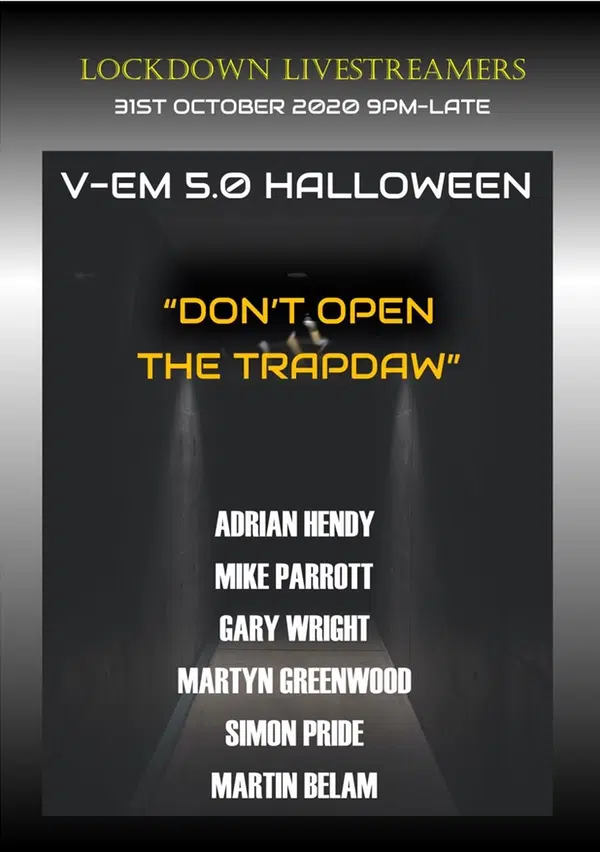 LOCKDOWN LIVESTREAMERS
31ST OCTOBER 2020 9PM-LATE
V-EM 5.0 HALLOWEEN
“DON’T OPEN
THE TRAPDAW”
ADRIAN HENDY
MIKE PARROTT
GARY WRIGHT
MARTYN GREENWOOD
SIMON PRIDE
MARTIN BELAM